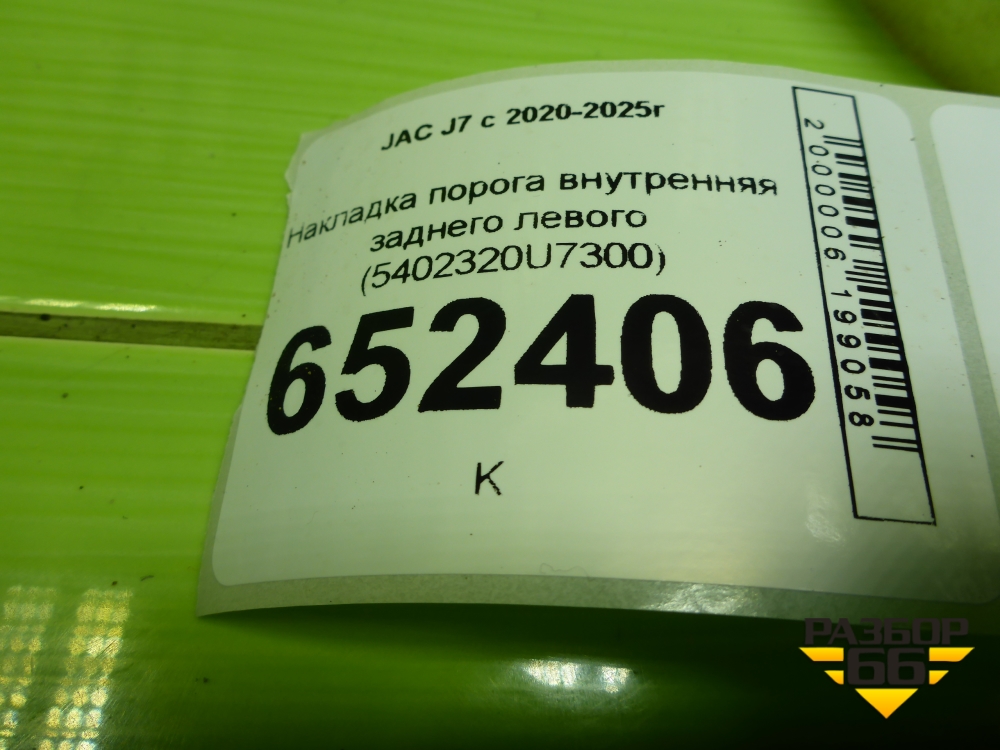 JAC J7 с 2020-2025г
Накладка порога внутренняя
заднего левого
(5402320U7300)
652406
К
2000006199058
РАЗБОР
66